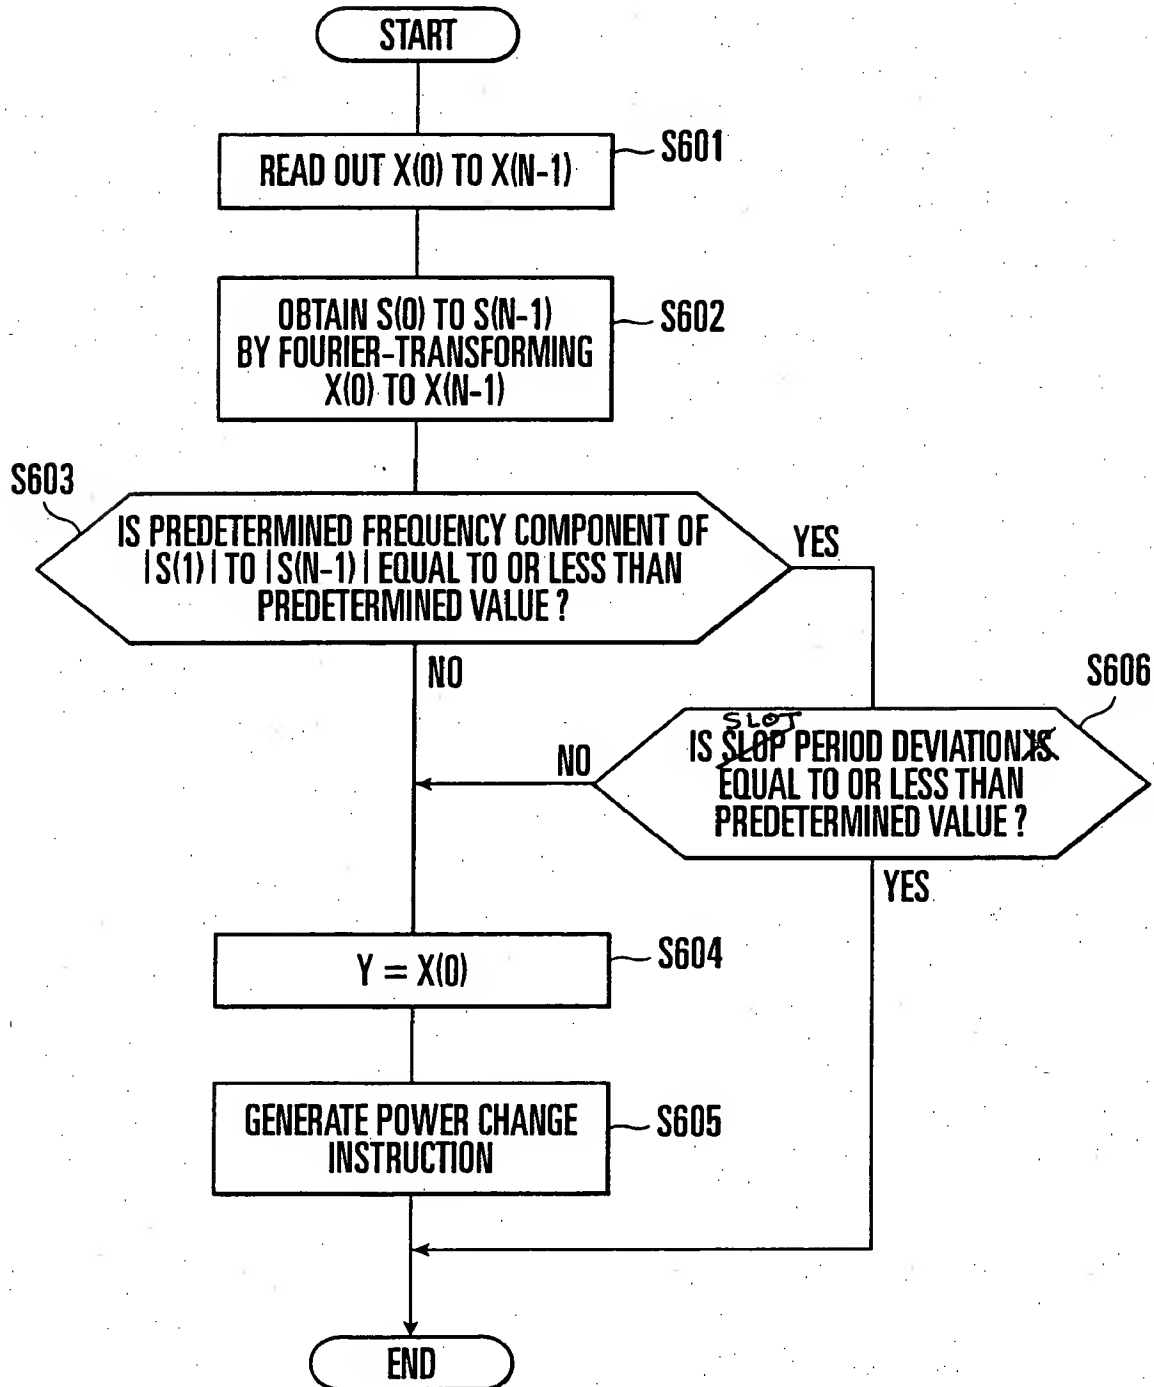 START
READ OUT X(0) TO X(N-1)
S601
OBTAIN S(0) TO S(N-1)
BY FOURIER-TRANSFORMING
X(0) TO X(N-1)
S602
S603
IS PREDETERMINED FREQUENCY COMPONENT OF
|S(1)| TO |S(N-1)| EQUAL TO OR LESS THAN
PREDETERMINED VALUE ?
YES
NO
S606
SLOT
IS SLOP PERIOD DEVIATION IS
EQUAL TO OR LESS THAN
PREDETERMINED VALUE ?
NO
YES
Y = X(0)
S604
GENERATE POWER CHANGE
INSTRUCTION
S605
END